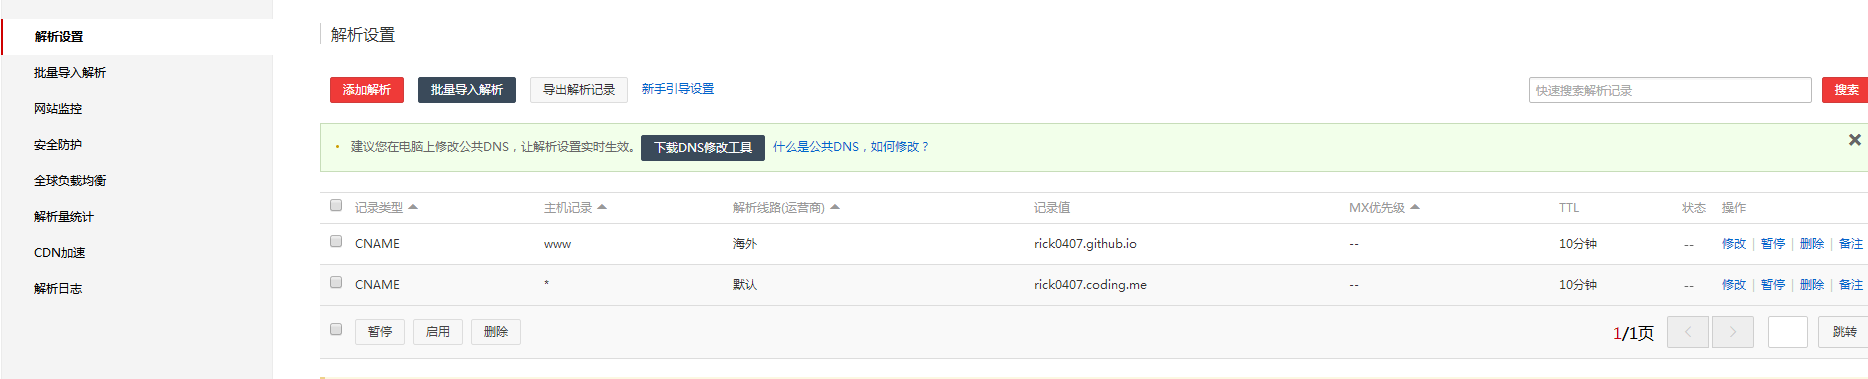 解析设置
批量导入解析
网站监控
安全防护
全球负载均衡
解析量统计
CDN加速
解析日志
解析设置
添加解析 批量导入解析 导出解析记录 新手引导设置 快速搜索解析记录 搜索
建议您在电脑上修改公共DNS，让解析设置实时生效。 下载DNS修改工具 什么是公共DNS，如何修改？
记录类型 主机记录 解析线路(运营商) 记录值 MX优先级 TTL 状态 操作
CNAME www 海外 rick0407.github.io -- 10分钟 -- 修改 | 暂停 | 删除 | 备注
CNAME * 默认 rick0407.coding.me -- 10分钟 -- 修改 | 暂停 | 删除 | 备注
暂停 启用 删除 1/1页 跳转